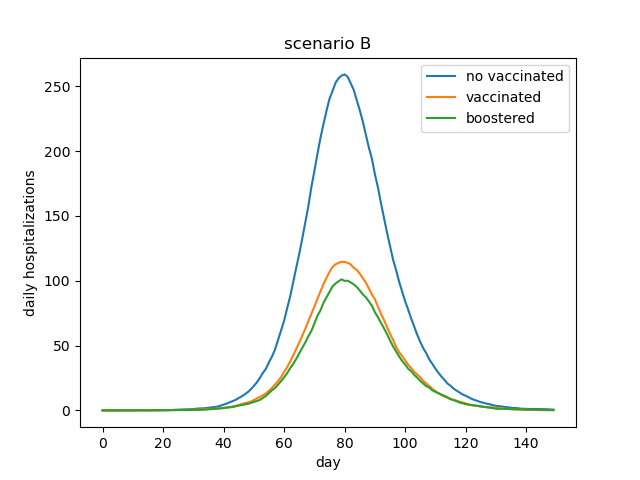 scenario B
no vaccinated
vaccinated
boostered
daily hospitalizations
250
200
150
100
50
0
0 20 40 60 80 100 120 140
day